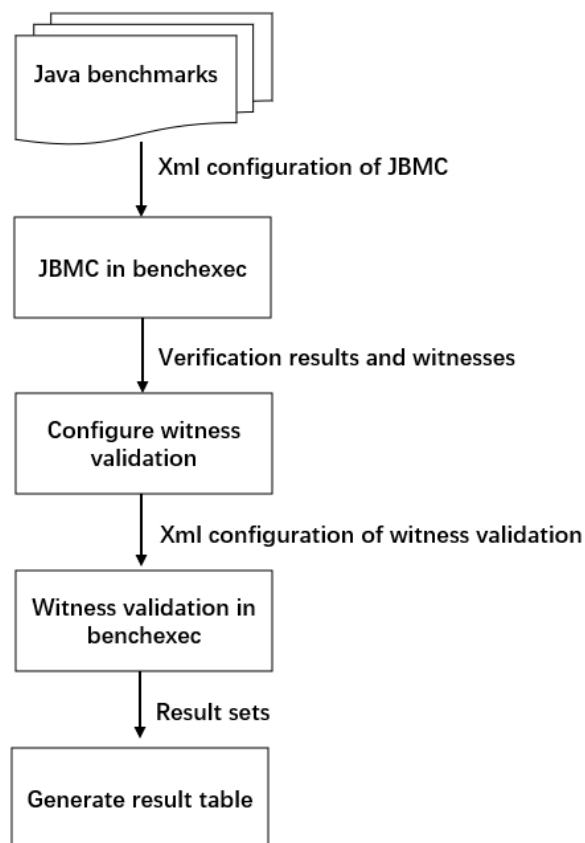 Java benchmarks
Xml configuration of JBMC
JBMC in benchexec
Verification results and witnesses
Configure witness
validation
Xml configuration of witness validation
Witness validation in
benchexec
Result sets
Generate result table